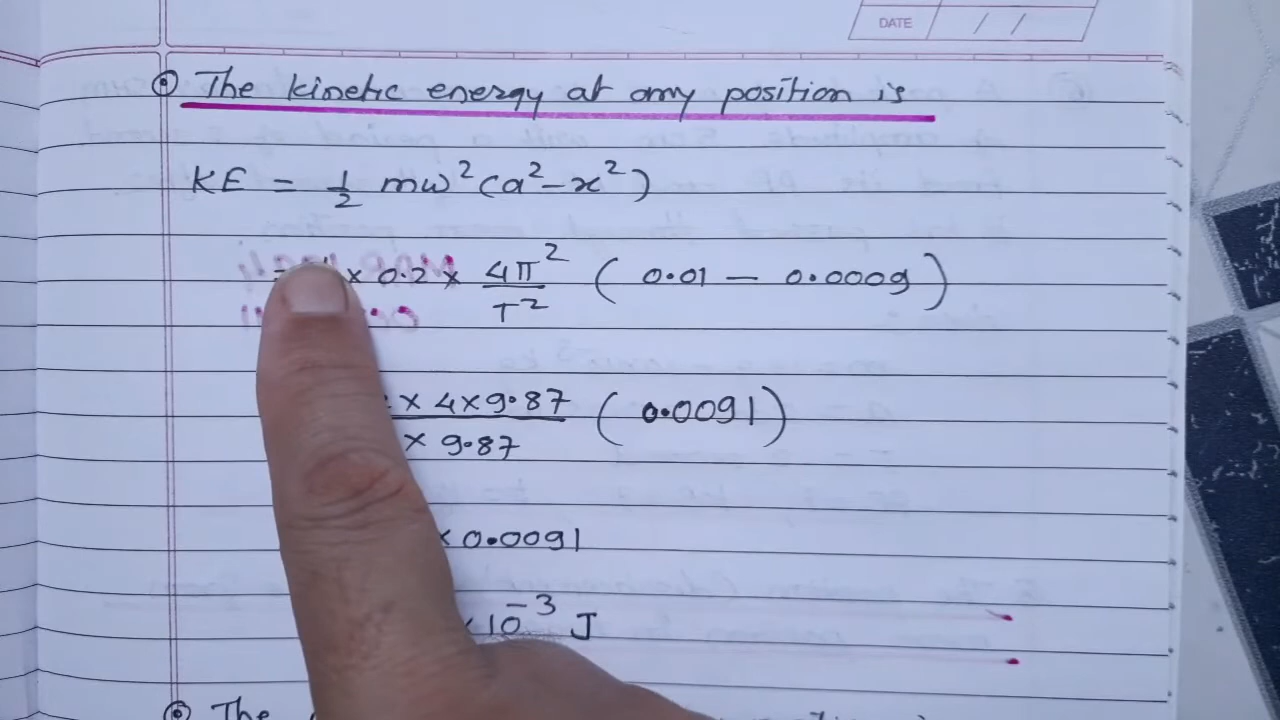 DATE / /
The kinetic energy at any position is
KE = 1/2 mω²(a²-x²)
= × 0.2 × 4π²/T² ( 0.01 - 0.0009 )
× 4×9.87 / × 9.87 ( 0.0091 )
× 0.0091
×10⁻³ J
The